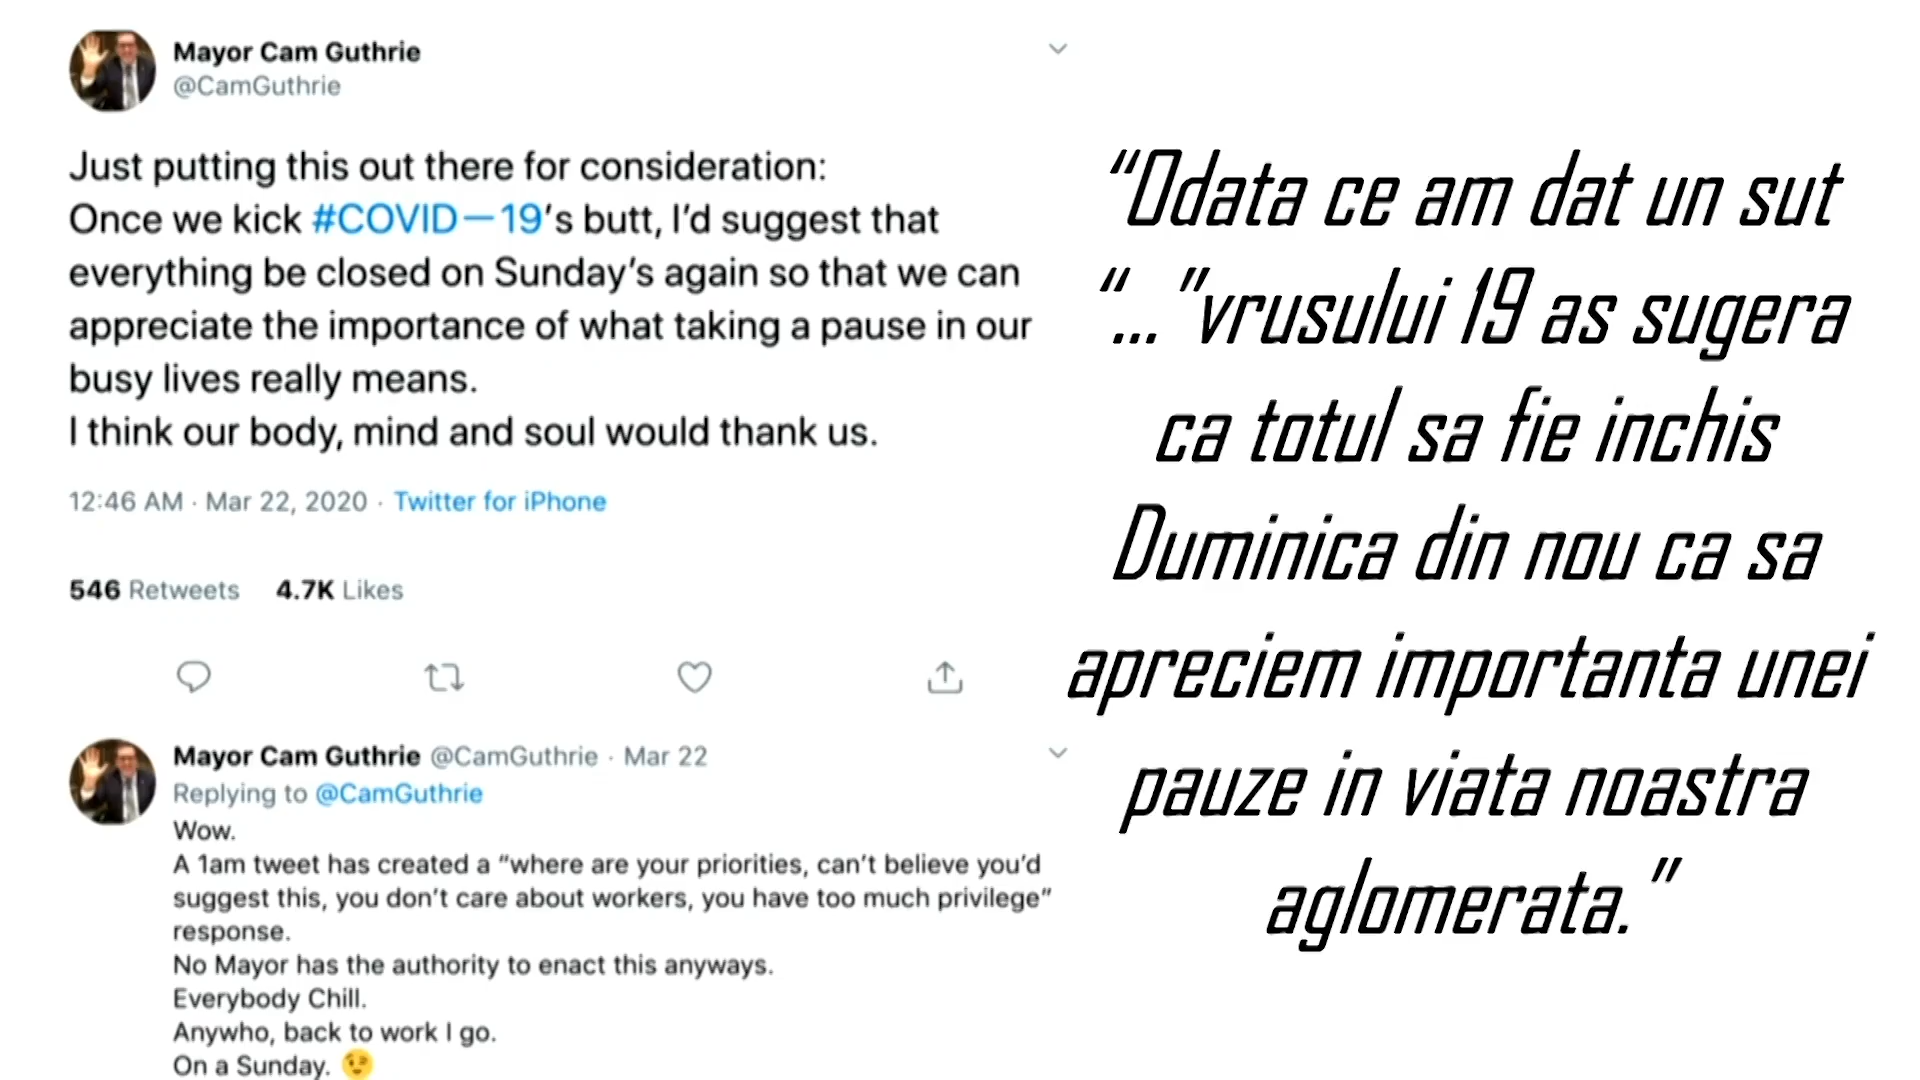 Mayor Cam Guthrie
@CamGuthrie
Just putting this out there for consideration:
Once we kick #COVID—19's butt, I'd suggest that
everything be closed on Sunday's again so that we can
appreciate the importance of what taking a pause in our
busy lives really means.
I think our body, mind and soul would thank us.
12:46 AM · Mar 22, 2020 · Twitter for iPhone
546 Retweets 4.7K Likes
Mayor Cam Guthrie @CamGuthrie · Mar 22
Replying to @CamGuthrie
Wow.
A 1am tweet has created a "where are your priorities, can't believe you'd
suggest this, you don't care about workers, you have too much privilege"
response.
No Mayor has the authority to enact this anyways.
Everybody Chill.
Anywho, back to work I go.
On a Sunday. 😉
"Odata ce am dat un sut
"..."vrusului 19 as sugera
ca totul sa fie inchis
Duminica din nou ca sa
apreciem importanta unei
pauze in viata noastra
aglomerata."